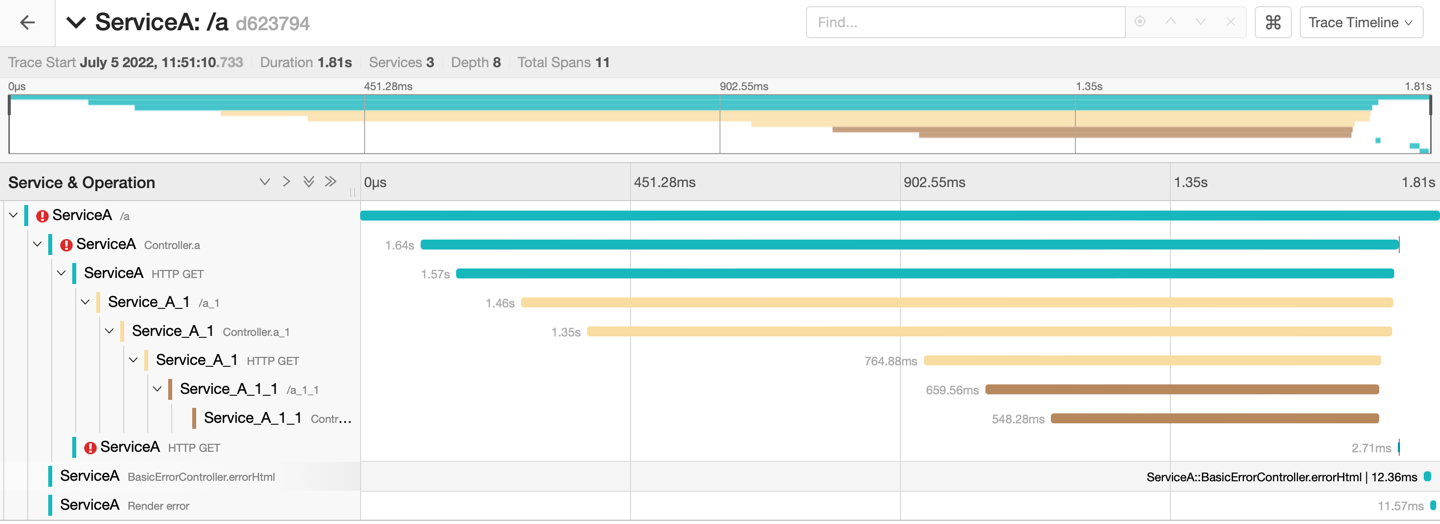 ServiceA: /a d623794
Find...
Trace Timeline
Trace Start July 5 2022, 11:51:10.733 Duration 1.81s Services 3 Depth 8 Total Spans 11
0μs 451.28ms 902.55ms 1.35s 1.81s
Service & Operation 0μs 451.28ms 902.55ms 1.35s 1.81s
ServiceA /a
ServiceA Controller.a 1.64s
ServiceA HTTP GET 1.57s
Service_A_1 /a_1 1.46s
Service_A_1 Controller.a_1 1.35s
Service_A_1 HTTP GET 764.88ms
Service_A_1_1 /a_1_1 659.56ms
Service_A_1_1 Contr... 548.28ms
ServiceA HTTP GET 2.71ms
ServiceA BasicErrorController.errorHtml ServiceA::BasicErrorController.errorHtml | 12.36ms
ServiceA Render error 11.57ms